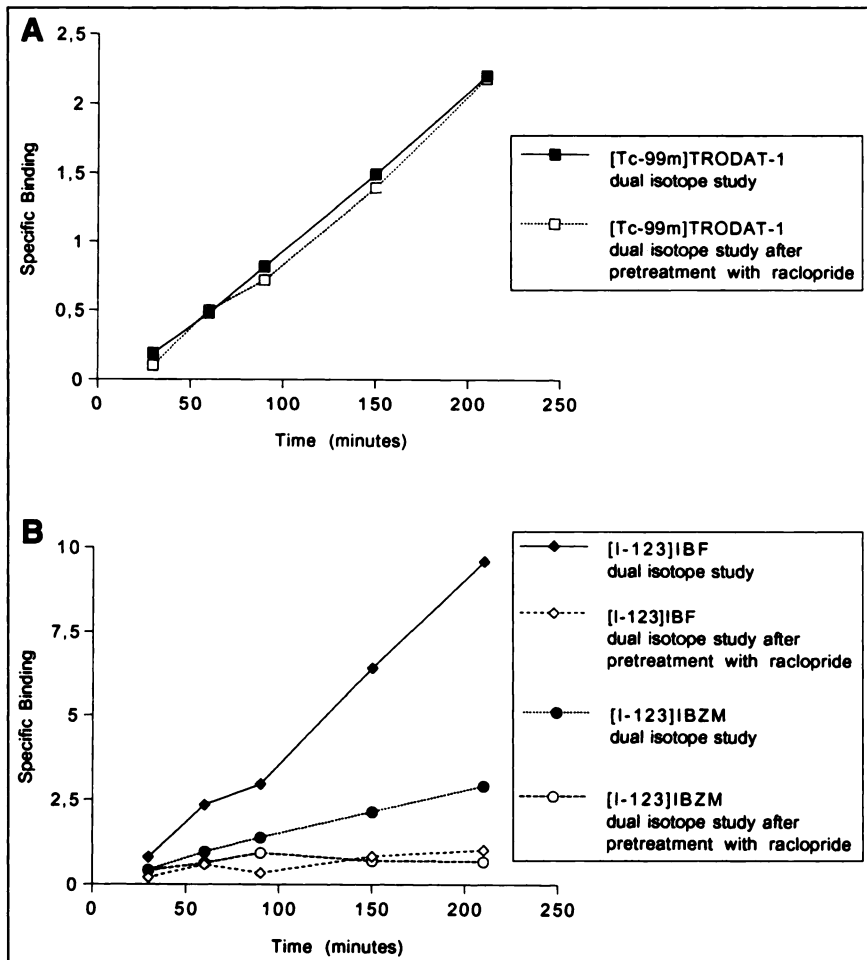 A
2,5
2
1,5
1
0,5
0
0
50
100
150
200
250
Specific Binding
Time (minutes)
[Tc-99m]TRODAT-1
dual isotope study
[Tc-99m]TRODAT-1
dual isotope study after
pretreatment with raclopride
B
10
7,5
5
2,5
0
0
50
100
150
200
250
Specific Binding
Time (minutes)
[I-123]IBF
dual isotope study
[I-123]IBF
dual isotope study after
pretreatment with raclopride
[I-123]IBZM
dual isotope study
[I-123]IBZM
dual isotope study after
pretreatment with raclopride